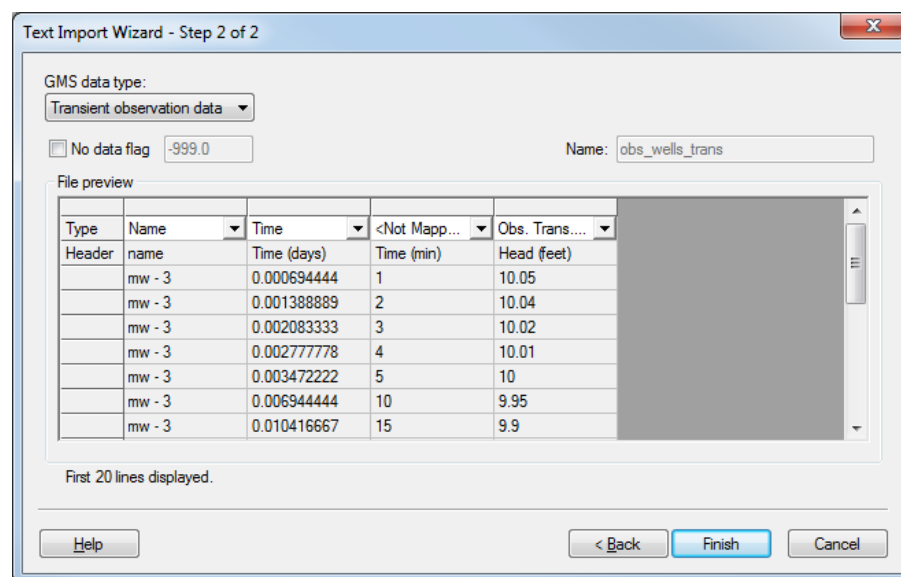 Text Import Wizard - Step 2 of 2
GMS data type:
Transient observation data
No data flag -999.0 Name: obs_wells_trans
File preview
Type Name Time <Not Mapp... Obs. Trans....
Header name Time (days) Time (min) Head (feet)
mw - 3 0.000694444 1 10.05
mw - 3 0.001388889 2 10.04
mw - 3 0.002083333 3 10.02
mw - 3 0.002777778 4 10.01
mw - 3 0.003472222 5 10
mw - 3 0.006944444 10 9.95
mw - 3 0.010416667 15 9.9
First 20 lines displayed.
Help < Back Finish Cancel